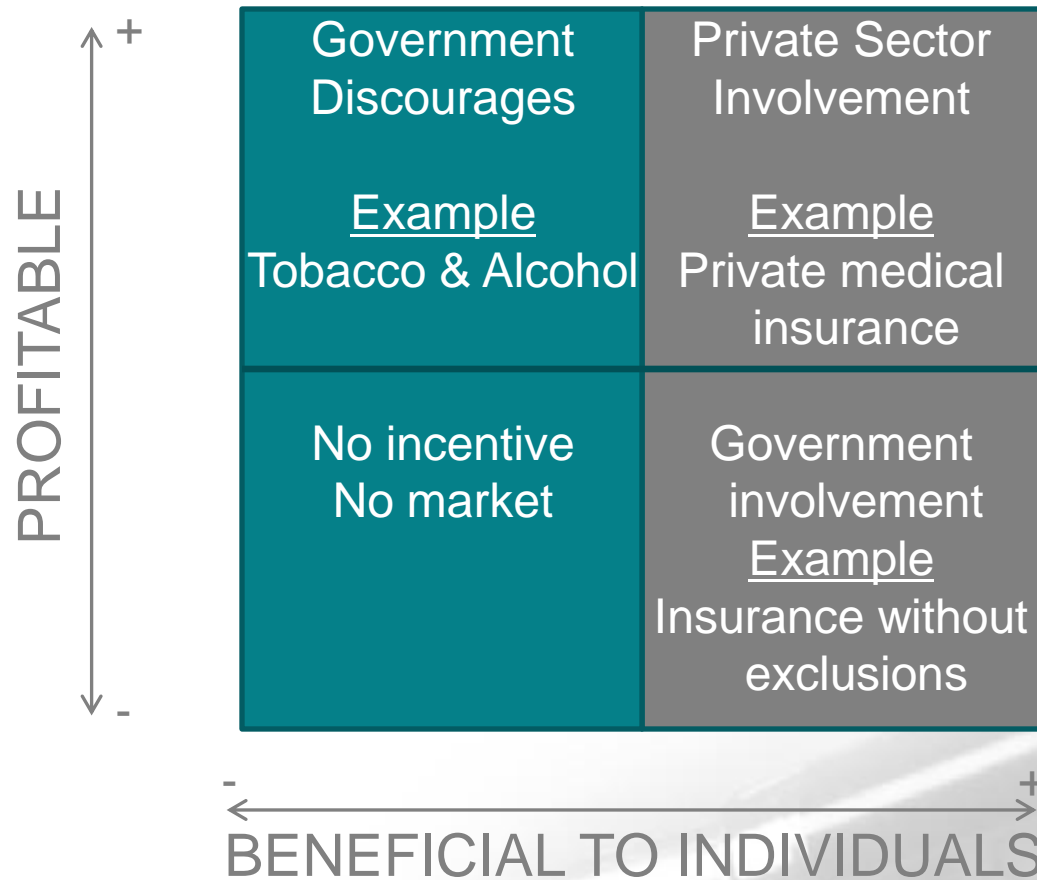 PROFITABLE
+
-
Government
Discourages
Example
Tobacco & Alcohol
Private Sector
Involvement
Example
Private medical
insurance
No incentive
No market
Government
involvement
Example
Insurance without
exclusions
-
+
BENEFICIAL TO INDIVIDUALS